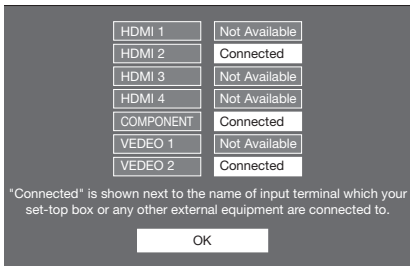 HDMI 1 Not Available
HDMI 2 Connected
HDMI 3 Not Available
HDMI 4 Not Available
COMPONENT Connected
VEDEO 1 Not Available
VEDEO 2 Connected
"Connected" is shown next to the name of input terminal which your
set-top box or any other external equipment are connected to.
OK